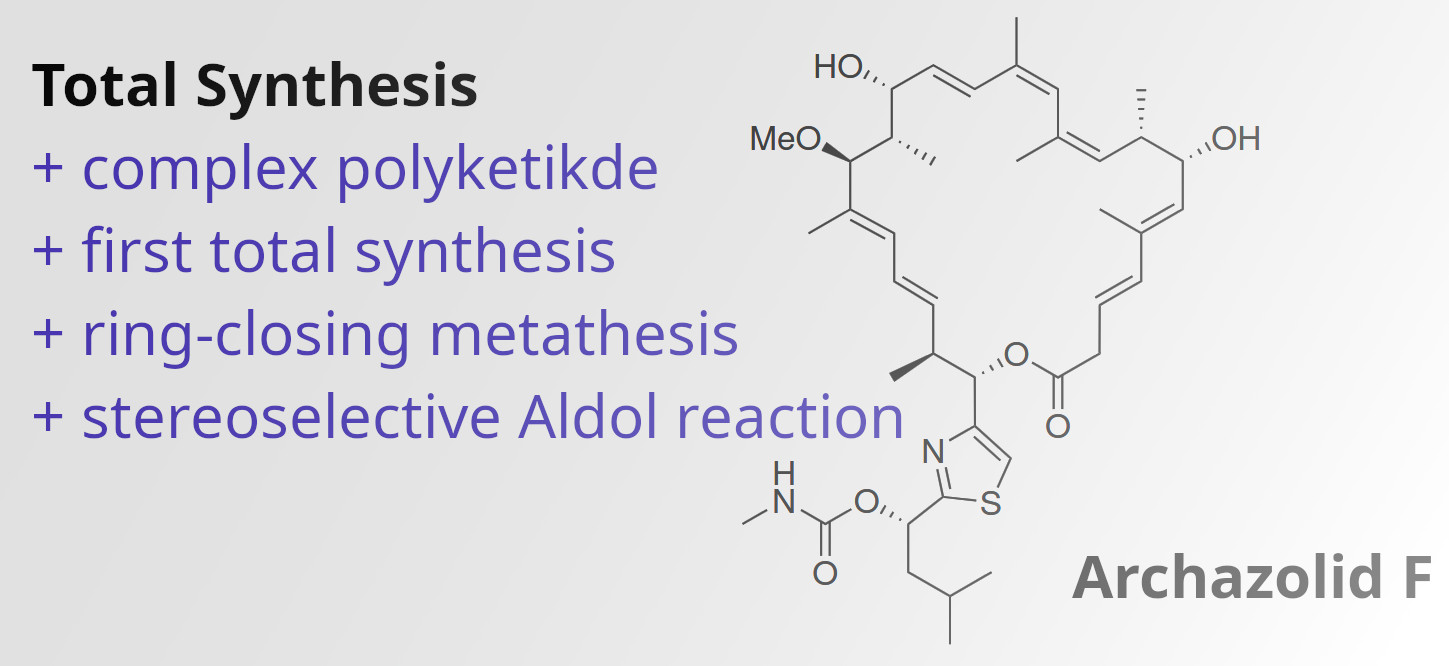 Total Synthesis
+ complex polyketikde
+ first total synthesis
+ ring-closing metathesis
+ stereoselective Aldol reaction
HO
MeO
OH
O
O
N
S
H
N
O
O
Archazolid F